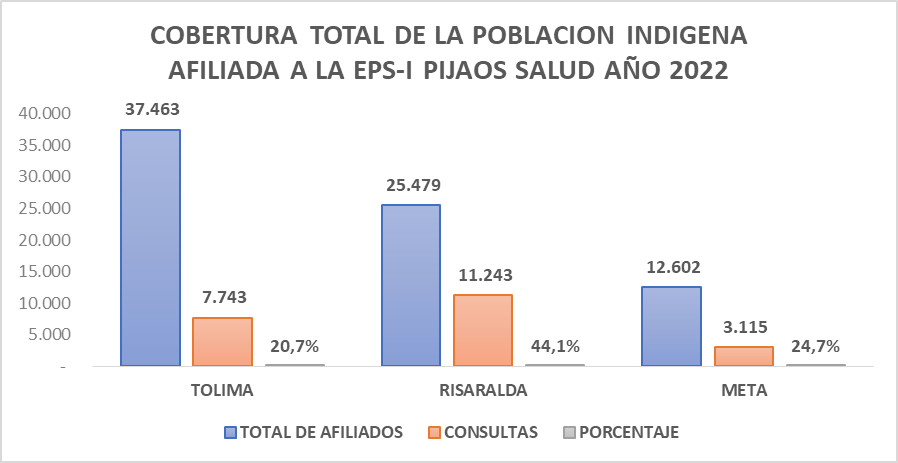 COBERTURA TOTAL DE LA POBLACION INDIGENA
AFILIADA A LA EPS-I PIJAOS SALUD AÑO 2022
40.000
35.000
30.000
25.000
20.000
15.000
10.000
5.000
-
37.463
7.743
20,7%
25.479
11.243
44,1%
12.602
3.115
24,7%
TOLIMA
RISARALDA
META
TOTAL DE AFILIADOS
CONSULTAS
PORCENTAJE